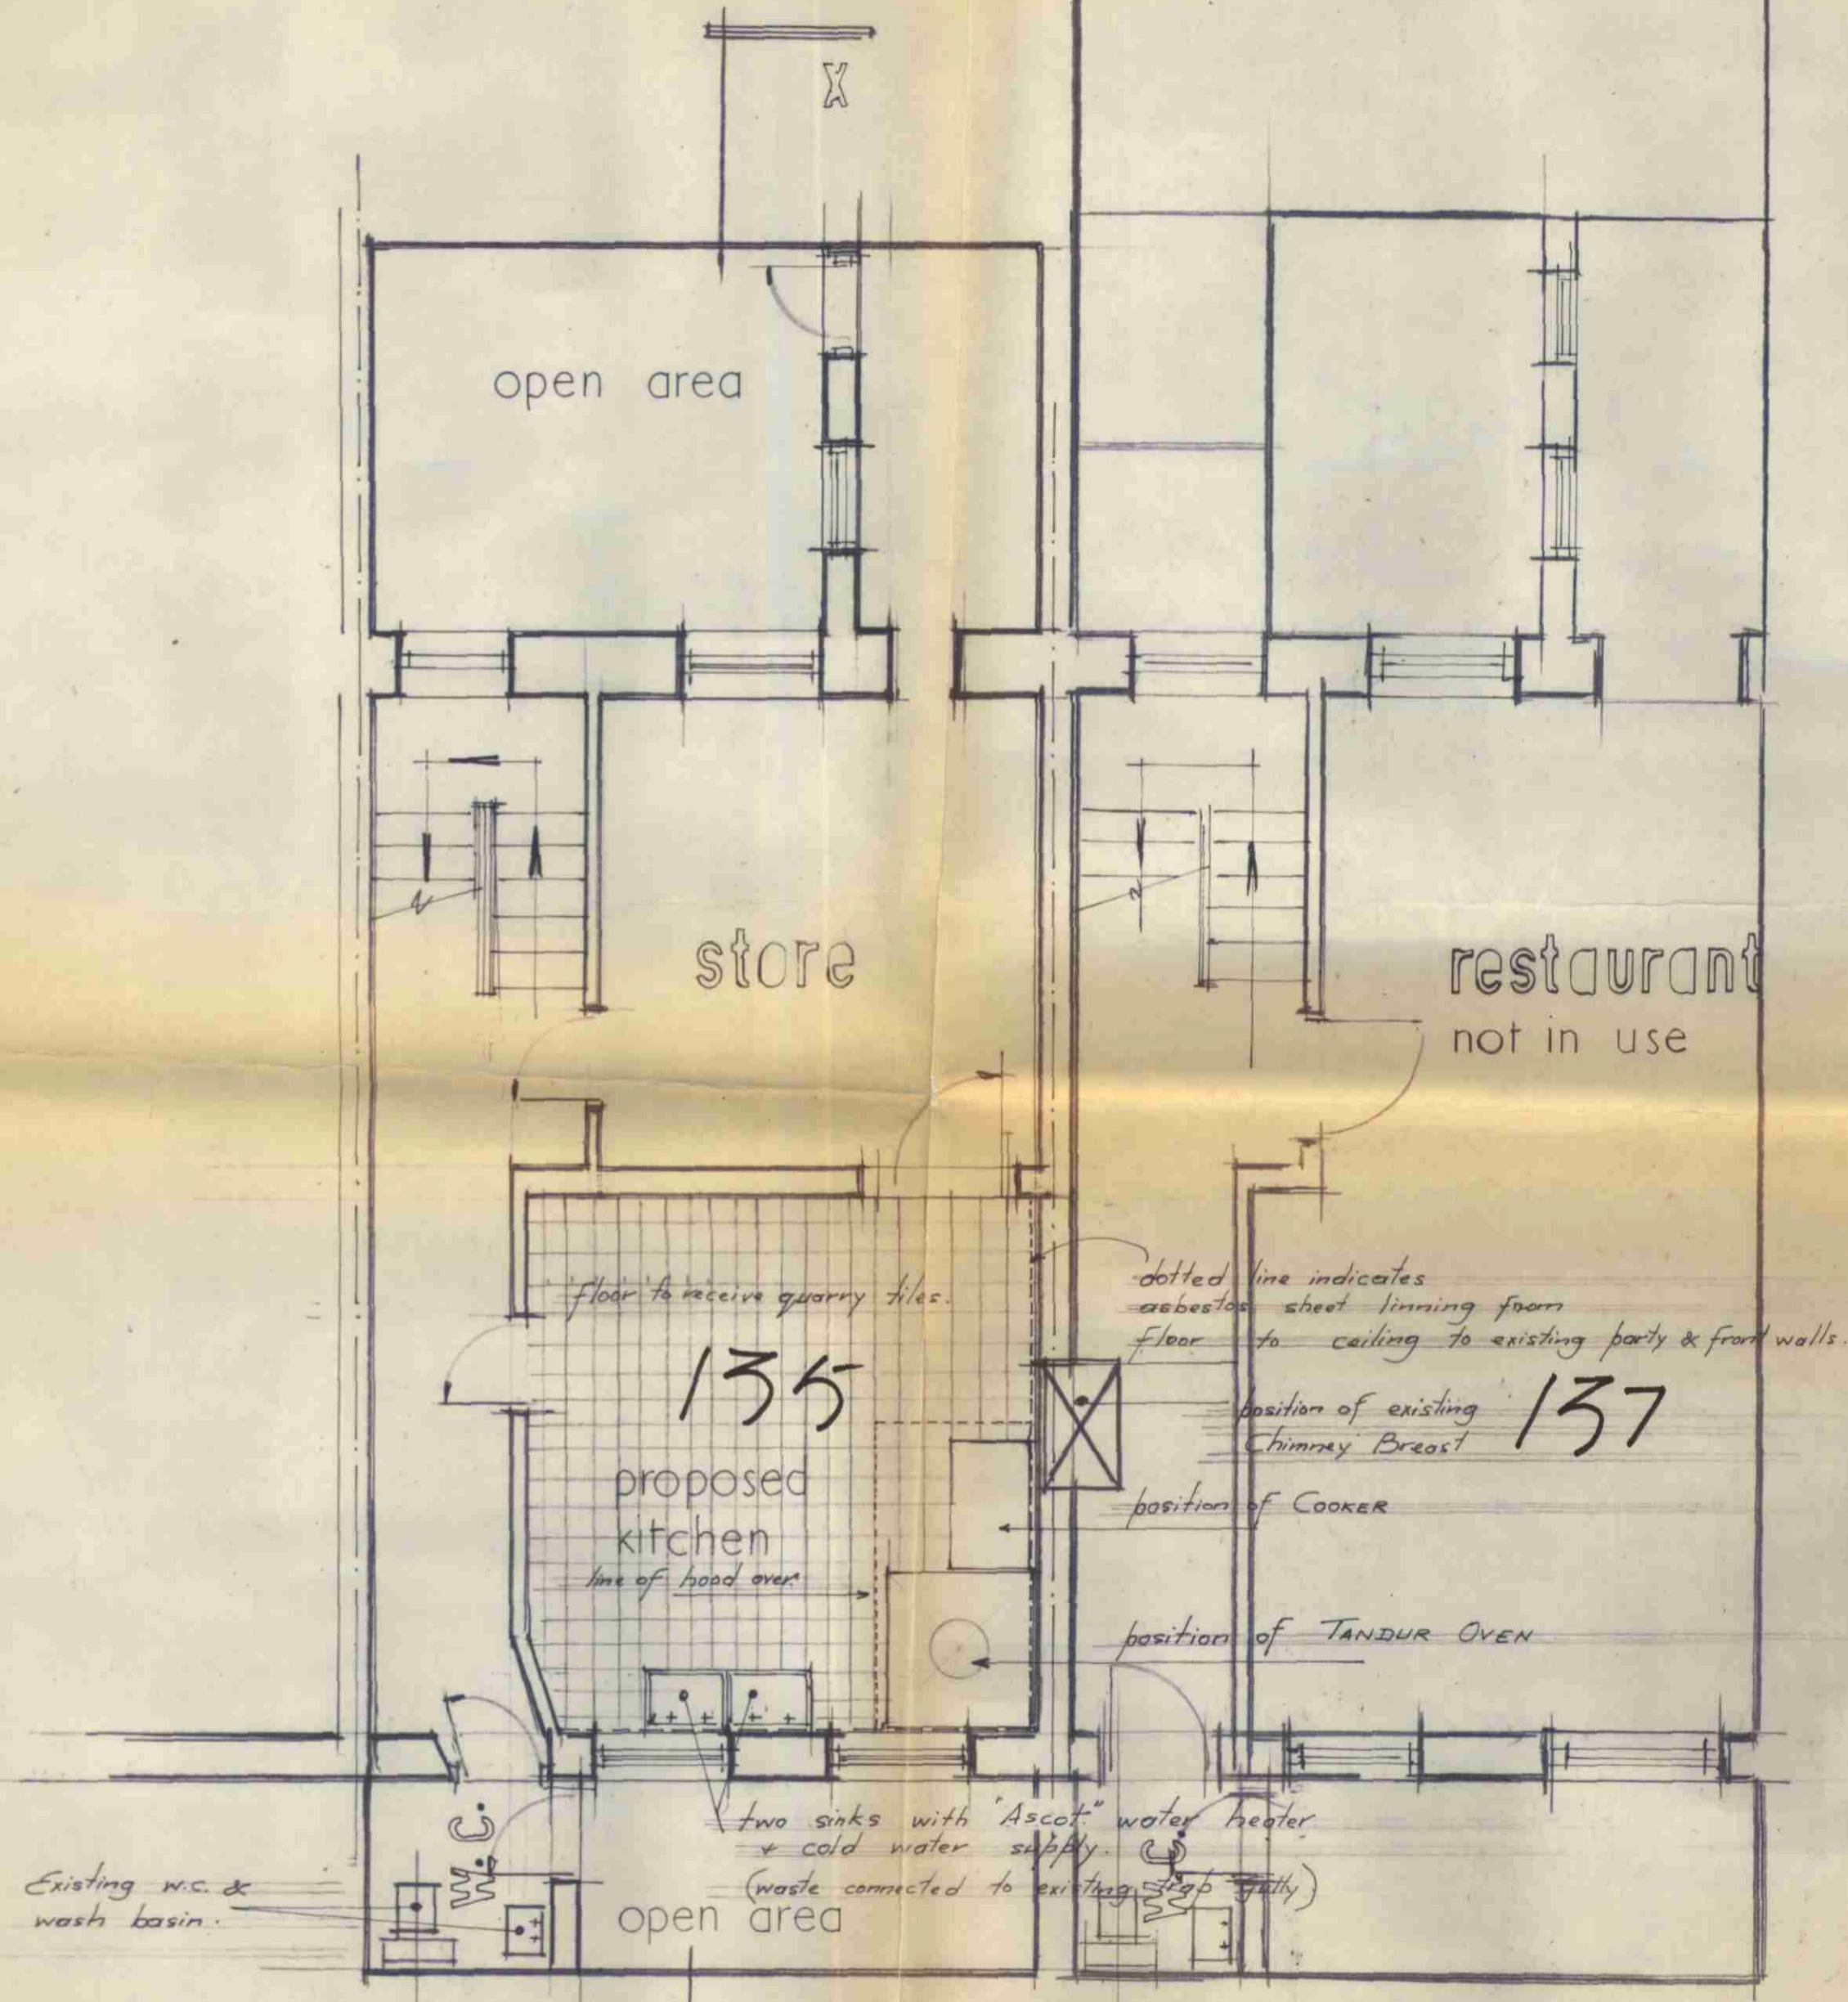 X
open area
store
restaurant
not in use
floor to receive quarry tiles.
dotted line indicates
asbestos sheet linning from
floor to ceiling to existing party & front walls.
135
position of existing
Chimney Breast
137
proposed
kitchen
position of COOKER
line of hood over
position of TANDUR OVEN
two sinks with "Ascot" water heater
+ cold water supply.
(waste connected to existing trap gully)
W.C.
W.C.
Existing w.c. &
wash basin.
open area